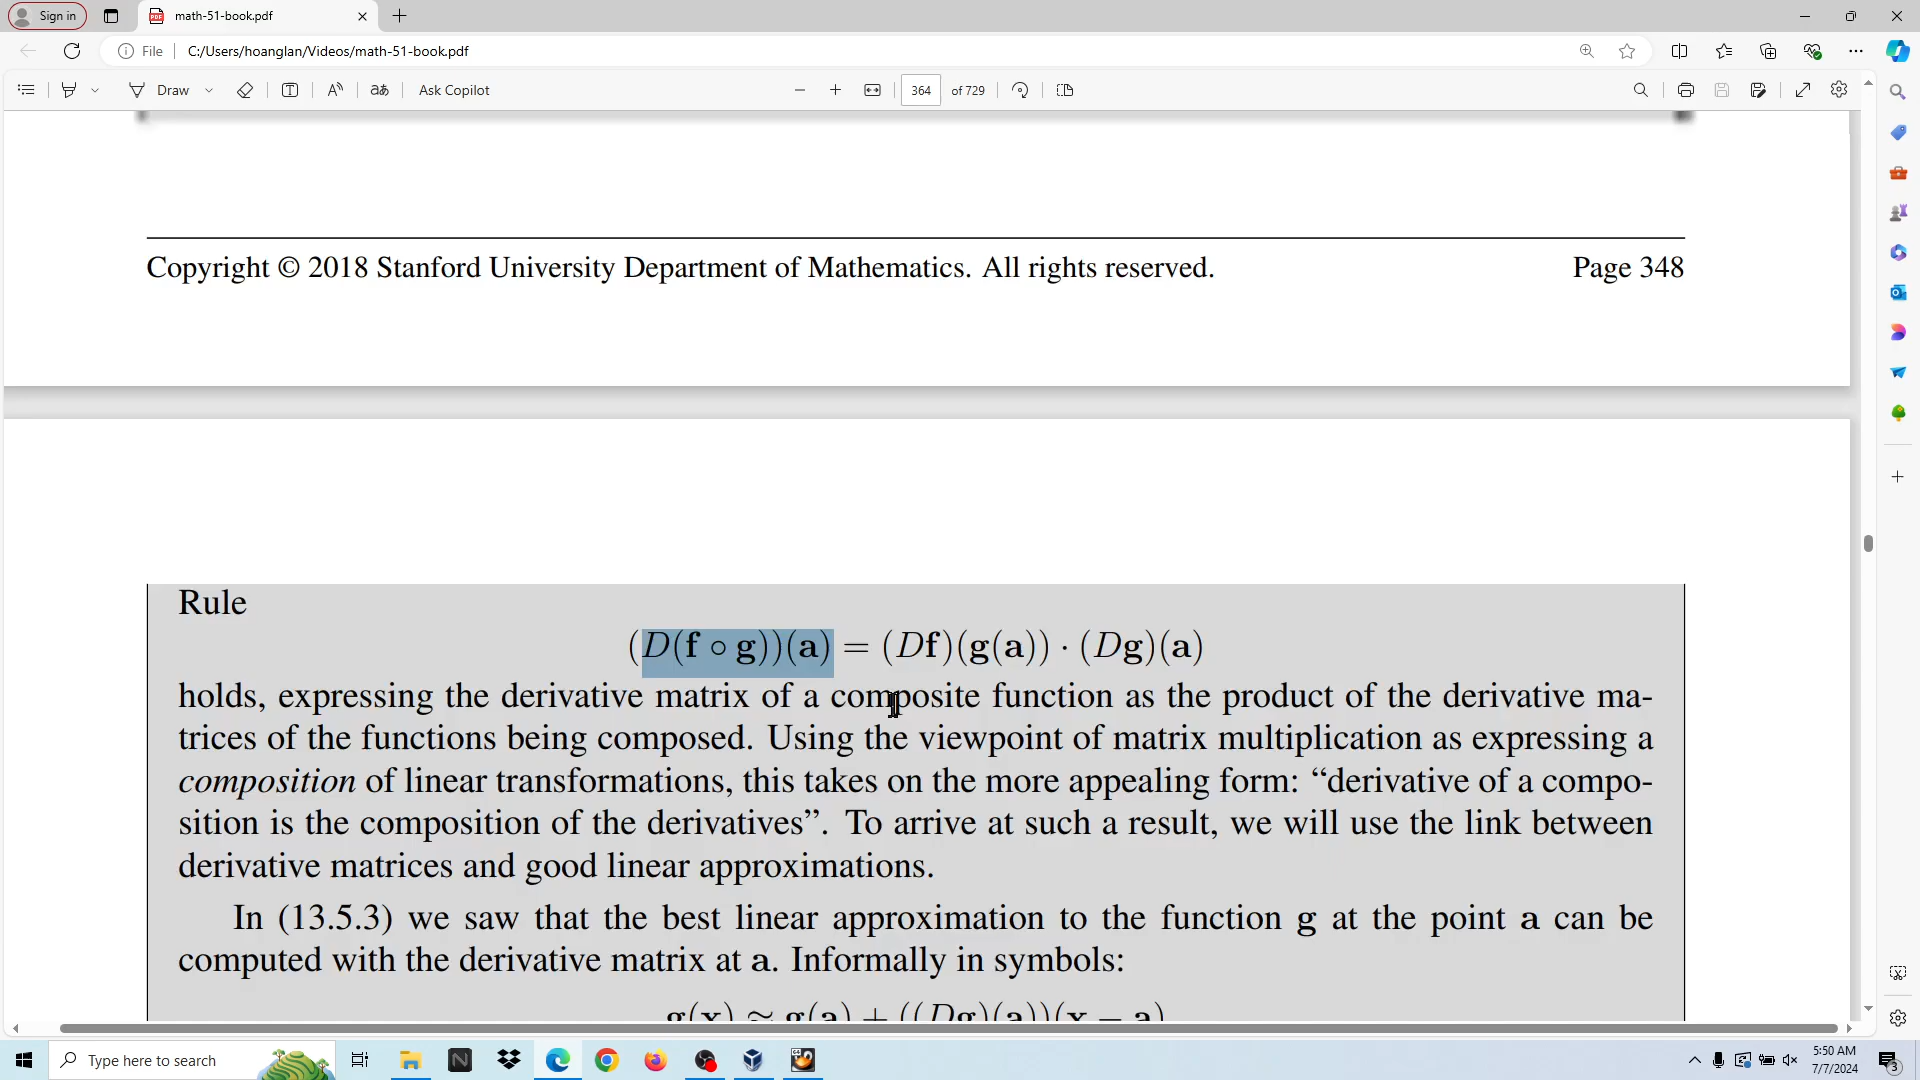 Sign in
math-51-book.pdf
File
C:/Users/hoanglan/Videos/math-51-book.pdf
Draw
Ask Copilot
364 of 729
Copyright © 2018 Stanford University Department of Mathematics. All rights reserved.
Page 348
Rule
(D(f ∘ g))(a) = (Df)(g(a)) · (Dg)(a)
holds, expressing the derivative matrix of a composite function as the product of the derivative ma-
trices of the functions being composed. Using the viewpoint of matrix multiplication as expressing a
composition of linear transformations, this takes on the more appealing form: “derivative of a compo-
sition is the composition of the derivatives”. To arrive at such a result, we will use the link between
derivative matrices and good linear approximations.
In (13.5.3) we saw that the best linear approximation to the function g at the point a can be
computed with the derivative matrix at a. Informally in symbols:
g(x) ≈ g(a) + ((Dg)(a))(x − a)
Type here to search
5:50 AM
7/7/2024
3